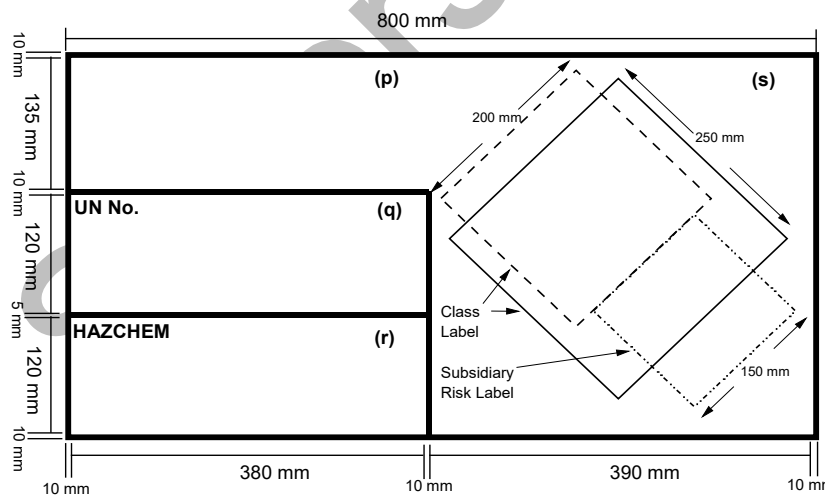 800 mm
10 mm
(p)
(s)
200 mm
250 mm
135 mm
10 mm
UN No.
(q)
120 mm
5 mm
HAZCHEM
(r)
Class
Label
Subsidiary
Risk Label
150 mm
120 mm
10 mm
380 mm
390 mm
10 mm
10 mm
10 mm